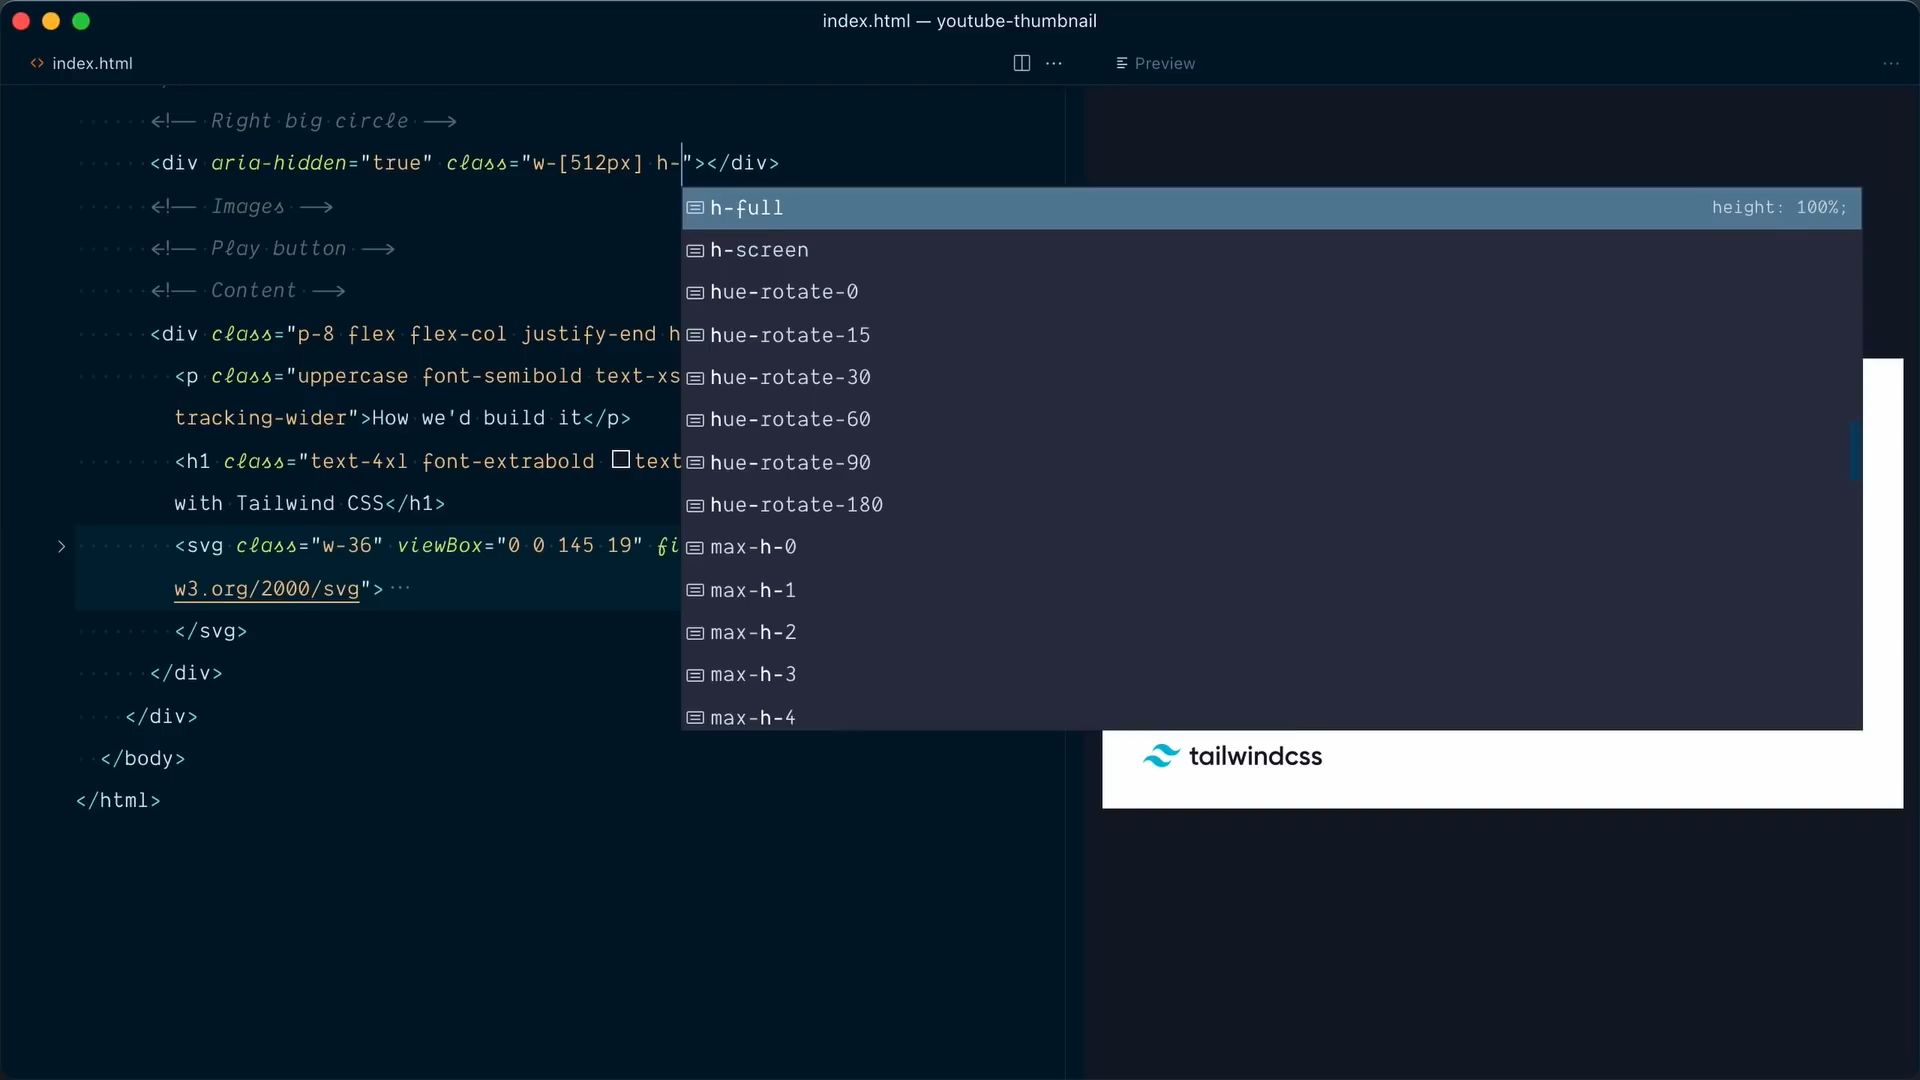 index.html — youtube-thumbnail
index.html
Preview
<!-- Right big circle -->
<div aria-hidden="true" class="w-[512px] h-"></div>
<!-- Images -->
<!-- Play button -->
<!-- Content -->
<div class="p-8 flex flex-col justify-end h
<p class="uppercase font-semibold text-xs
tracking-wider">How we'd build it</p>
<h1 class="text-4xl font-extrabold text
with Tailwind CSS</h1>
<svg class="w-36" viewBox="0 0 145 19" fi
w3.org/2000/svg">···
</svg>
</div>
</div>
</body>
</html>
h-full height: 100%;
h-screen
hue-rotate-0
hue-rotate-15
hue-rotate-30
hue-rotate-60
hue-rotate-90
hue-rotate-180
max-h-0
max-h-1
max-h-2
max-h-3
max-h-4
tailwindcss